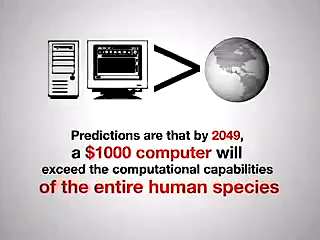 Predictions are that by 2049,
a $1000 computer will
exceed the computational capabilities
of the entire human species